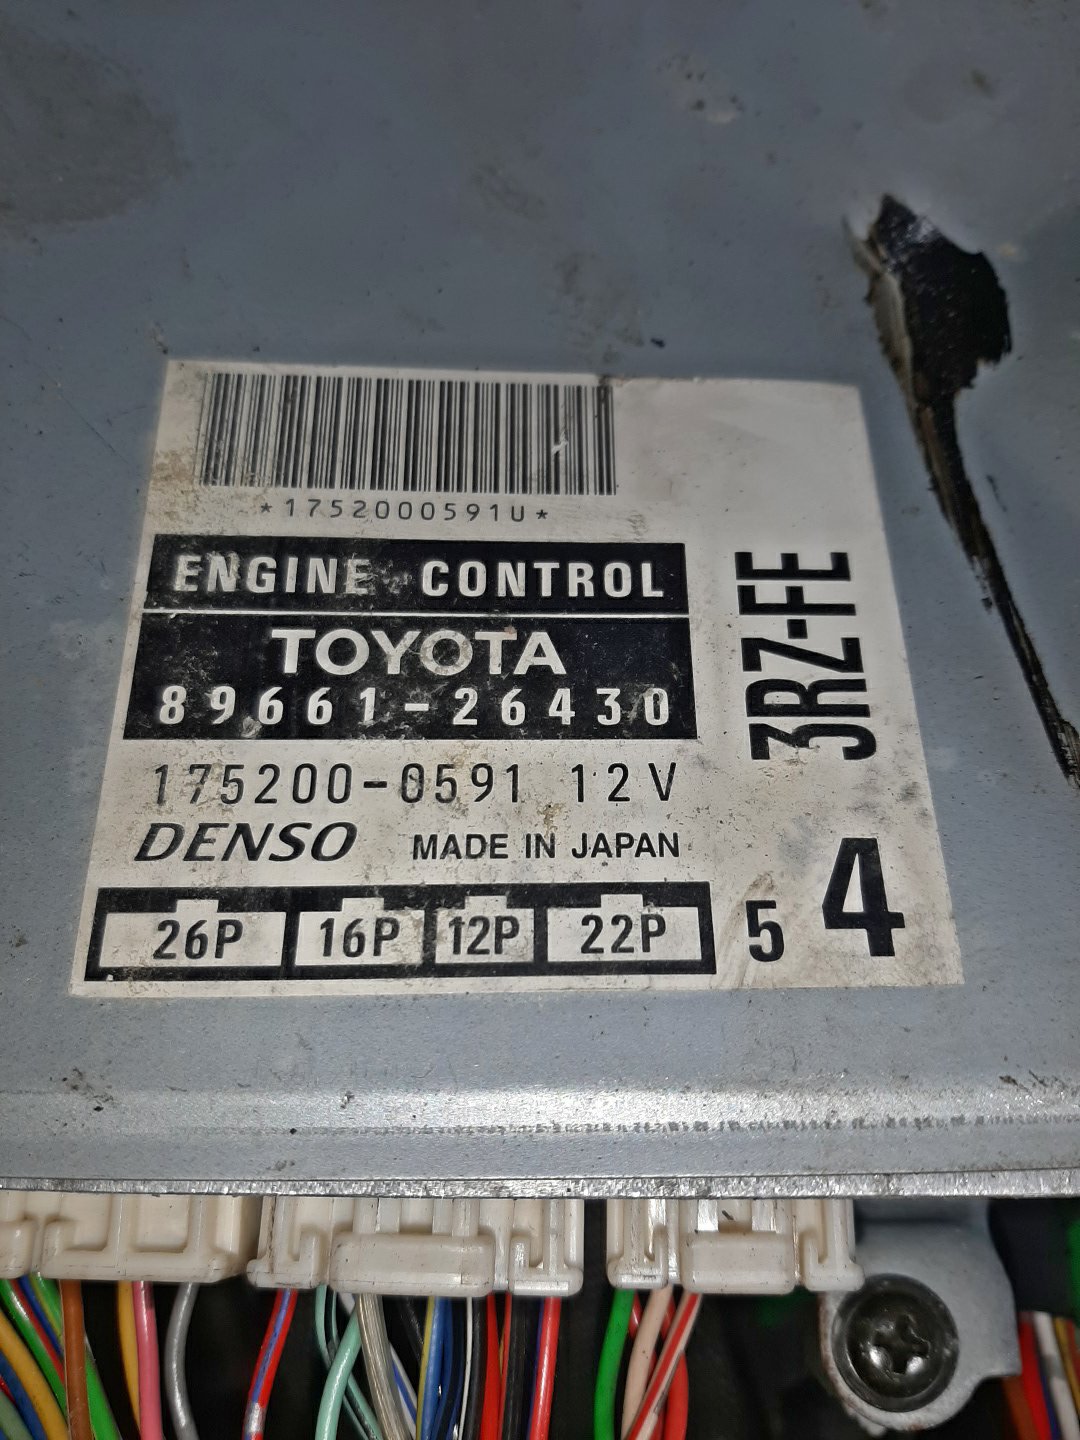 *1752000591U*
ENGINE CONTROL
TOYOTA
89661-26430
175200-0591 12V
DENSO MADE IN JAPAN
26P 16P 12P 22P
3RZ-FE
5 4